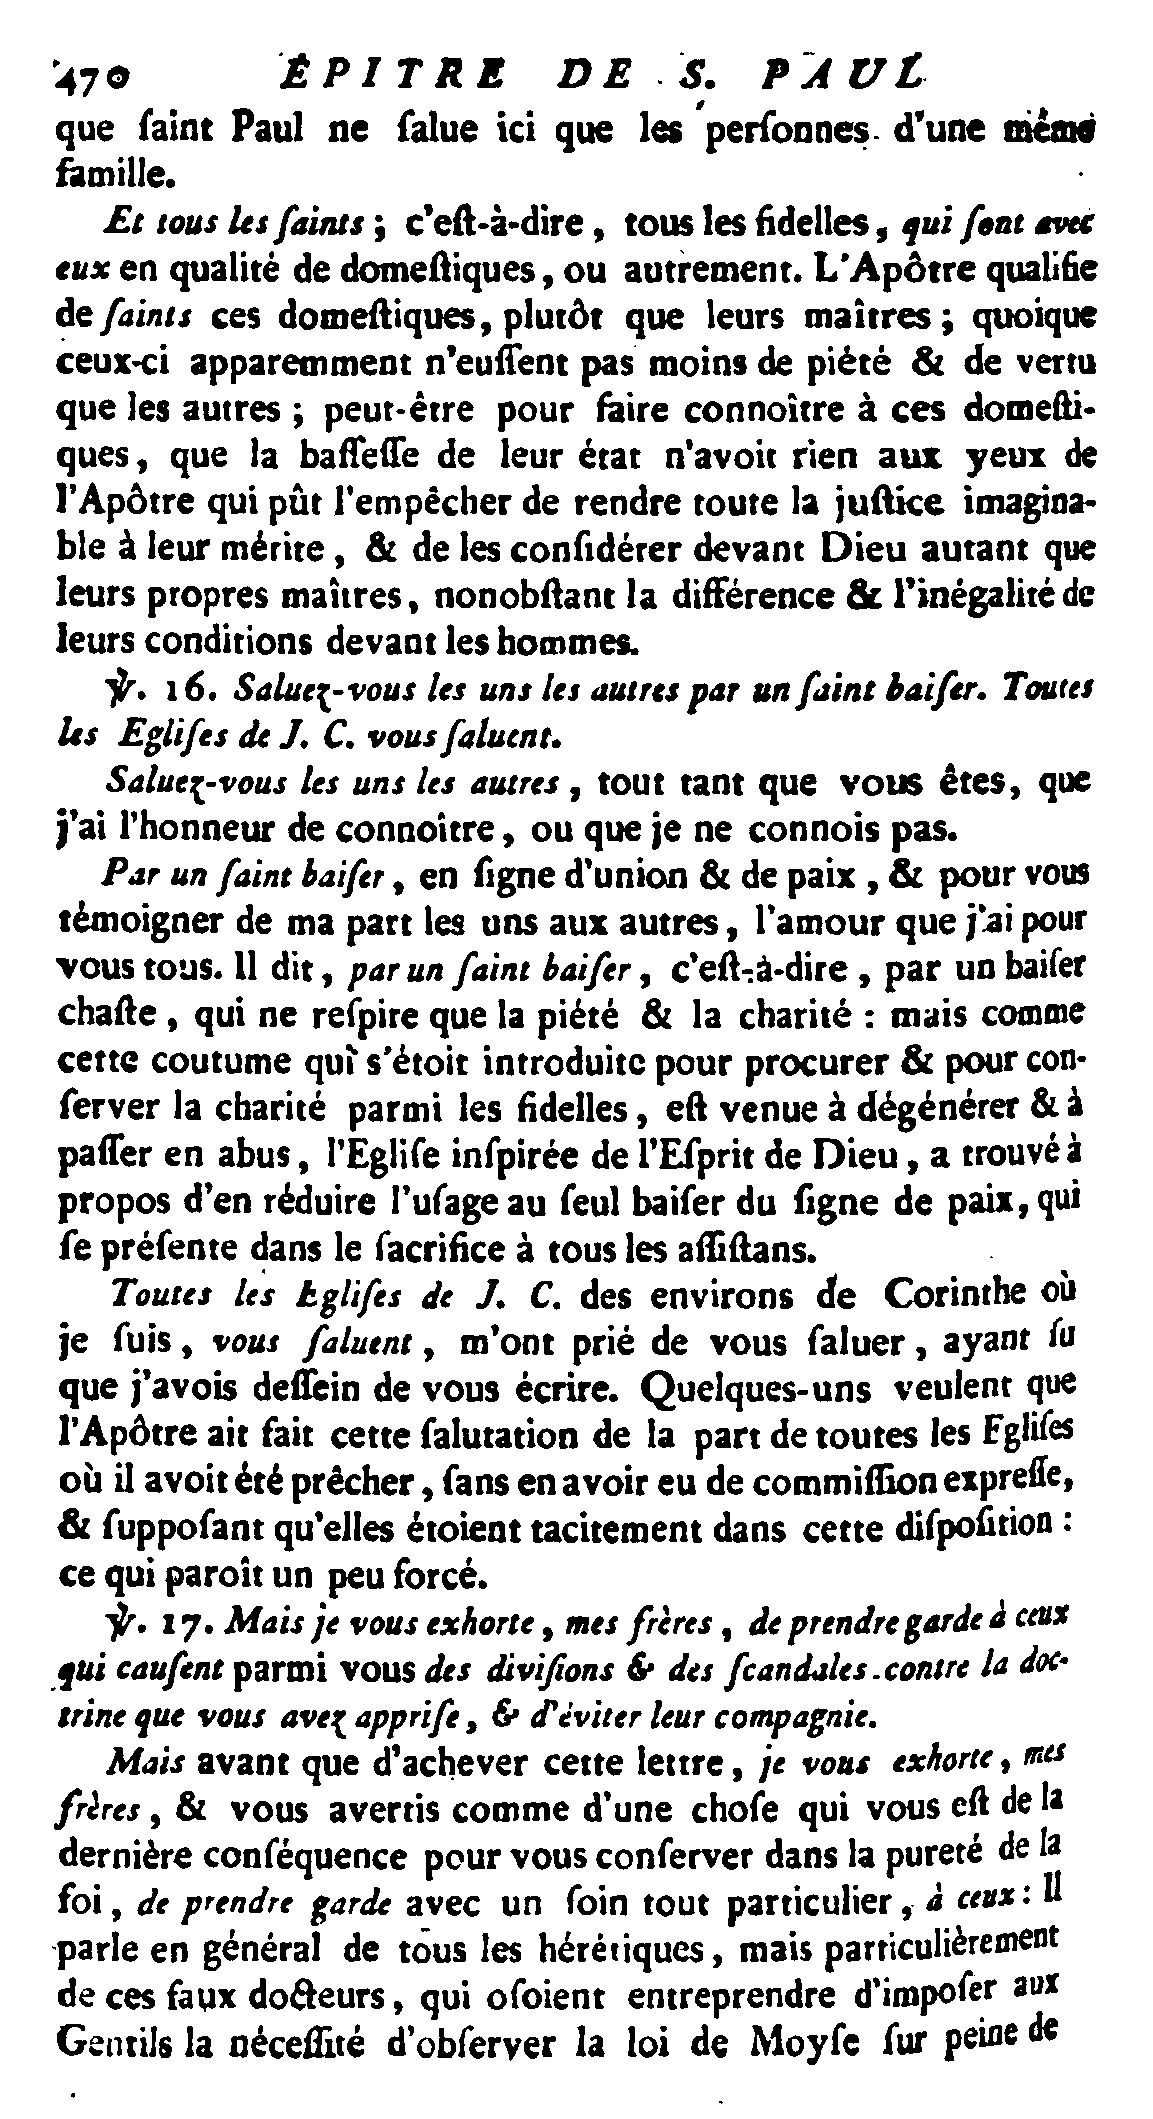 470 ÉPITRE DE S. PAUL
que ſaint Paul ne ſalue ici que les perſonnes d'une même
famille.
Et tous les ſaints ; c'eſt-à-dire , tous les fidelles , qui ſont avec
eux en qualité de domeſtiques , ou autrement. L'Apôtre qualifie
de ſaints ces domeſtiques, plutôt que leurs maîtres ; quoique
ceux-ci apparemment n'euſſent pas moins de piété & de vertu
que les autres ; peut-être pour faire connoître à ces domeſti-
ques, que la baſſeſſe de leur état n'avoit rien aux yeux de
l'Apôtre qui pût l'empêcher de rendre toute la juſtice imagina-
ble à leur mérite , & de les conſidérer devant Dieu autant que
leurs propres maîtres, nonobſtant la différence & l'inégalité de
leurs conditions devant les hommes.
℣. 16. Saluez-vous les uns les autres par un ſaint baiſer. Toutes
les Egliſes de J. C. vous ſaluent.
Saluez-vous les uns les autres , tout tant que vous êtes, que
j'ai l'honneur de connoître , ou que je ne connois pas.
Par un ſaint baiſer , en ſigne d'union & de paix , & pour vous
témoigner de ma part les uns aux autres , l'amour que j'ai pour
vous tous. Il dit , par un ſaint baiſer , c'eſt-à-dire , par un baiſer
chaſte , qui ne reſpire que la piété & la charité : mais comme
cette coutume qui s'étoit introduite pour procurer & pour con-
ſerver la charité parmi les fidelles , eſt venue à dégénérer & à
paſſer en abus , l'Egliſe inſpirée de l'Eſprit de Dieu , a trouvé à
propos d'en réduire l'uſage au ſeul baiſer du ſigne de paix, qui
ſe préſente dans le ſacrifice à tous les aſſiſtans.
Toutes les Egliſes de J. C. des environs de Corinthe où
je ſuis , vous ſaluent , m'ont prié de vous ſaluer , ayant ſu
que j'avois deſſein de vous écrire. Quelques-uns veulent que
l'Apôtre ait fait cette ſalutation de la part de toutes les Egliſes
où il avoit été prêcher , ſans en avoir eu de commiſſion expreſſe,
& ſuppoſant qu'elles étoient tacitement dans cette diſpoſition :
ce qui paroît un peu forcé.
℣. 17. Mais je vous exhorte , mes frères , de prendre garde à ceux
qui cauſent parmi vous des diviſions & des ſcandales contre la doc-
trine que vous avez appriſe , & d'éviter leur compagnie.
Mais avant que d'achever cette lettre , je vous exhorte , mes
frères , & vous avertis comme d'une choſe qui vous eſt de la
dernière conſéquence pour vous conſerver dans la pureté de la
foi , de prendre garde avec un ſoin tout particulier , à ceux : Il
parle en général de tous les hérétiques , mais particulièrement
de ces faux docteurs , qui oſoient entreprendre d'impoſer aux
Gentils la néceſſité d'obſerver la loi de Moyſe ſur peine de